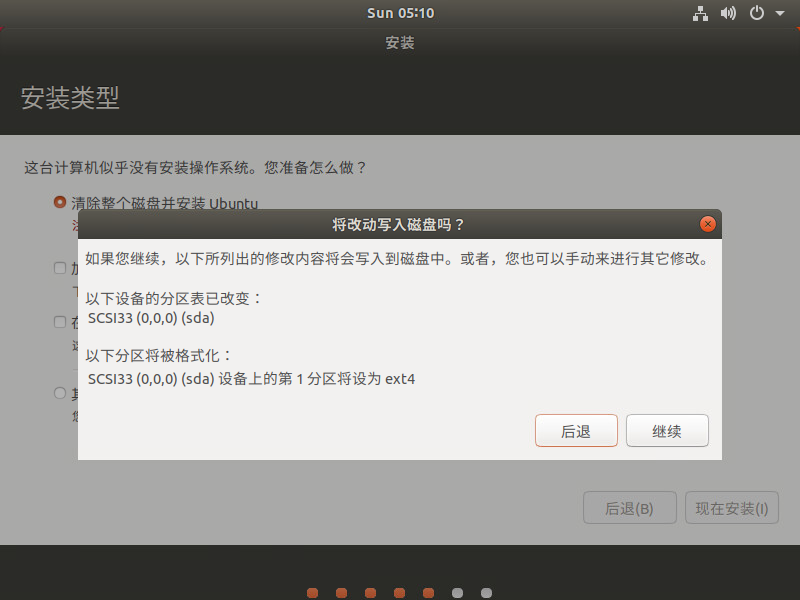 Sun 05:10
安装
安装类型
这台计算机似乎没有安装操作系统。您准备怎么做？
清除整个磁盘并安装 Ubuntu
将改动写入磁盘吗？
如果您继续，以下所列出的修改内容将会写入到磁盘中。或者，您也可以手动来进行其它修改。
以下设备的分区表已改变：
SCSI33 (0,0,0) (sda)
以下分区将被格式化：
SCSI33 (0,0,0) (sda) 设备上的第 1 分区将设为 ext4
后退 继续
后退(B) 现在安装(I)